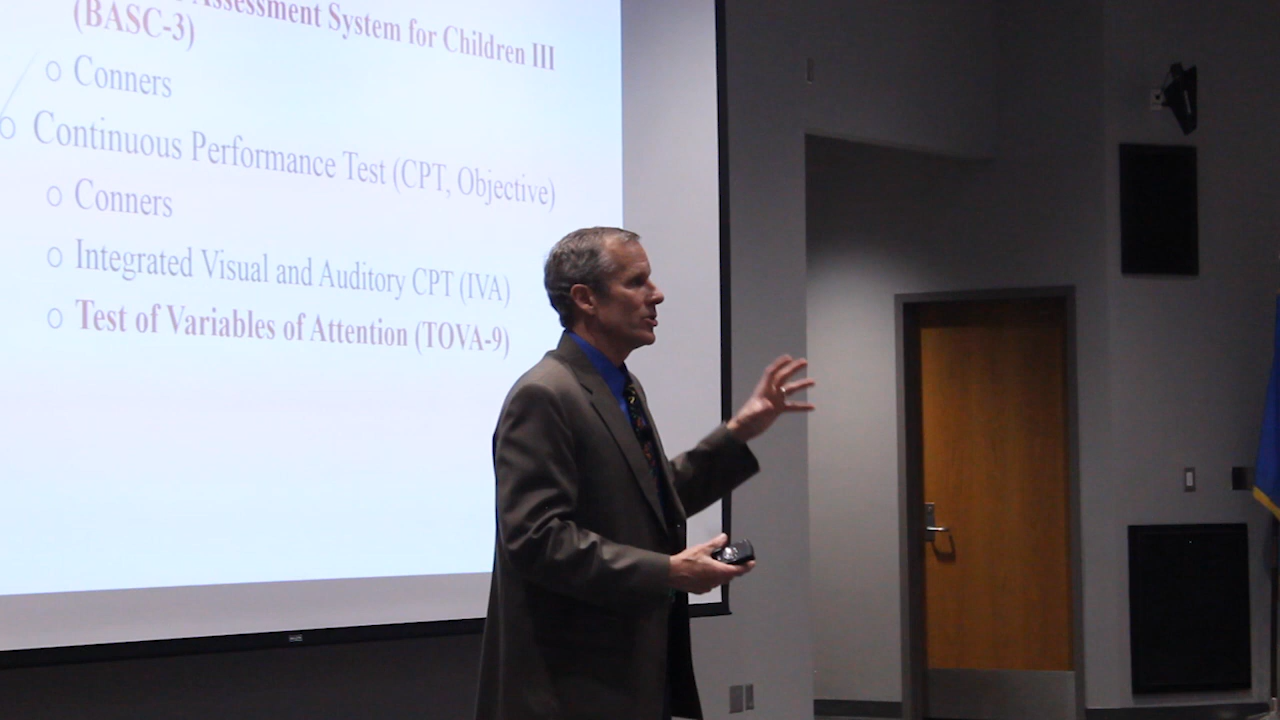 Assessment System for Children III
(BASC-3)
o Conners
o Continuous Performance Test (CPT, Objective)
o Conners
o Integrated Visual and Auditory CPT (IVA)
o Test of Variables of Attention (TOVA-9)